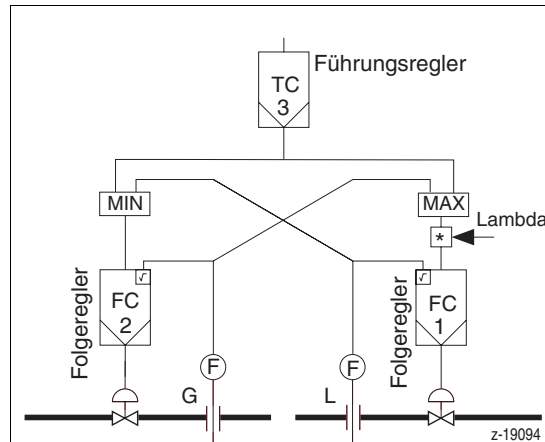 Führungsregler
TC
3
MIN
MAX
Lambda
*
√
√
Folgeregler
FC
2
Folgeregler
FC
1
F
F
G
L
z-19094